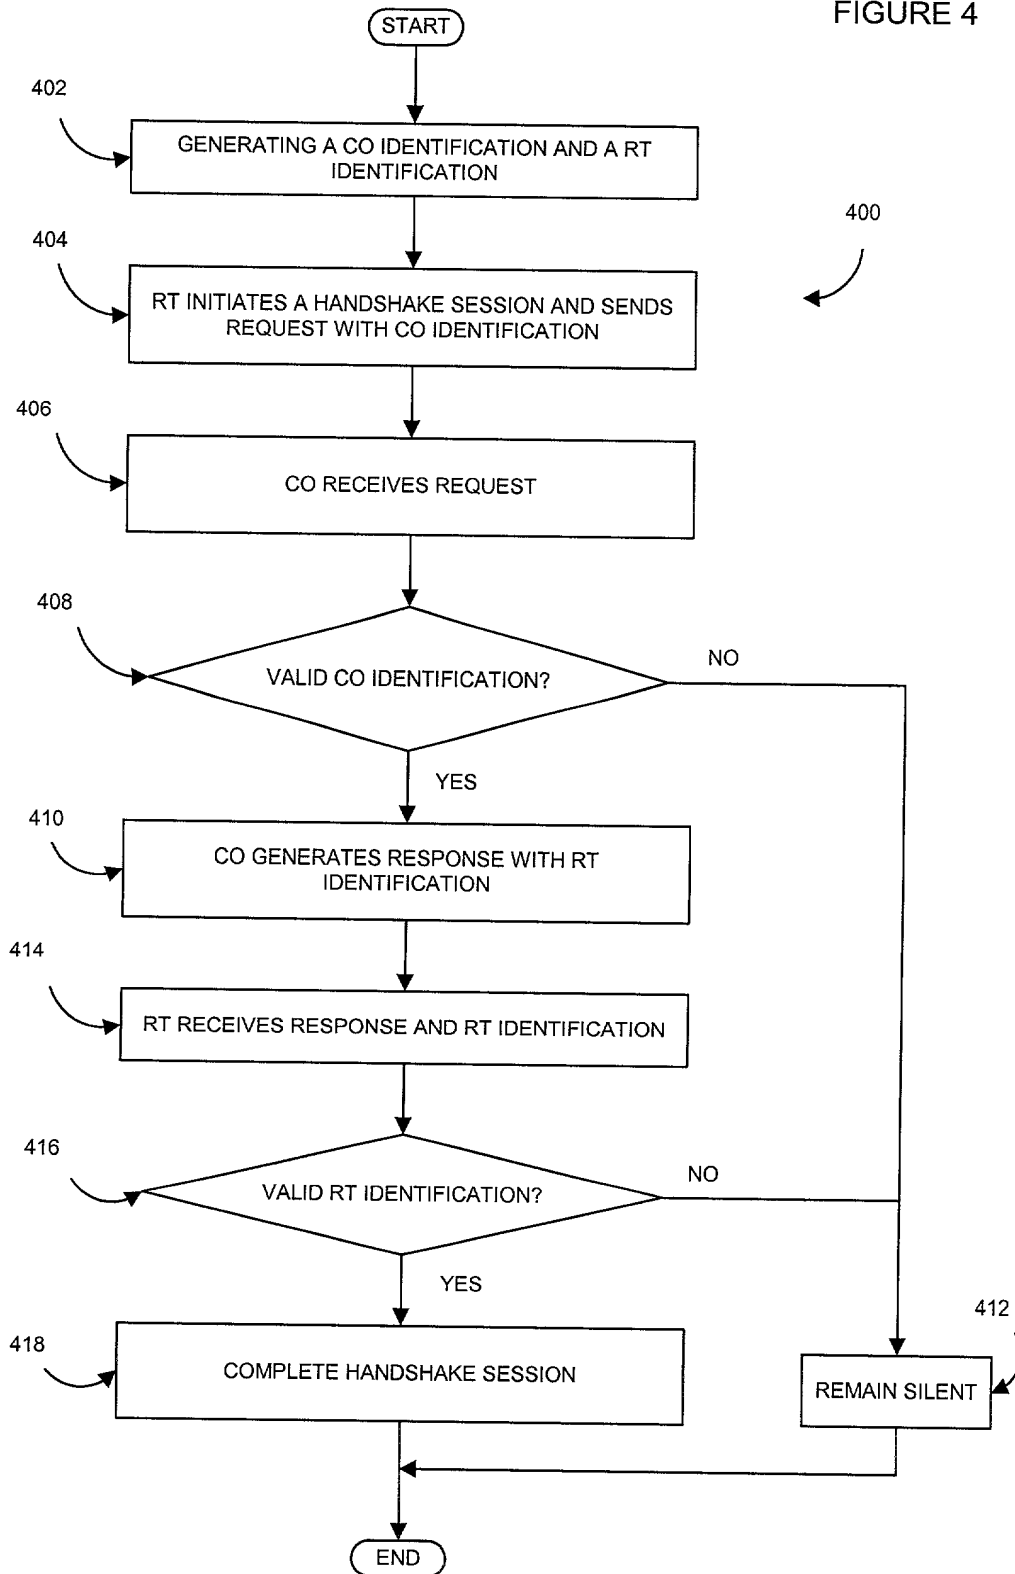 FIGURE 4
START
402
GENERATING A CO IDENTIFICATION AND A RT
IDENTIFICATION
400
404
RT INITIATES A HANDSHAKE SESSION AND SENDS
REQUEST WITH CO IDENTIFICATION
406
CO RECEIVES REQUEST
408
VALID CO IDENTIFICATION?
NO
YES
410
CO GENERATES RESPONSE WITH RT
IDENTIFICATION
414
RT RECEIVES RESPONSE AND RT IDENTIFICATION
416
VALID RT IDENTIFICATION?
NO
YES
412
418
COMPLETE HANDSHAKE SESSION
REMAIN SILENT
END